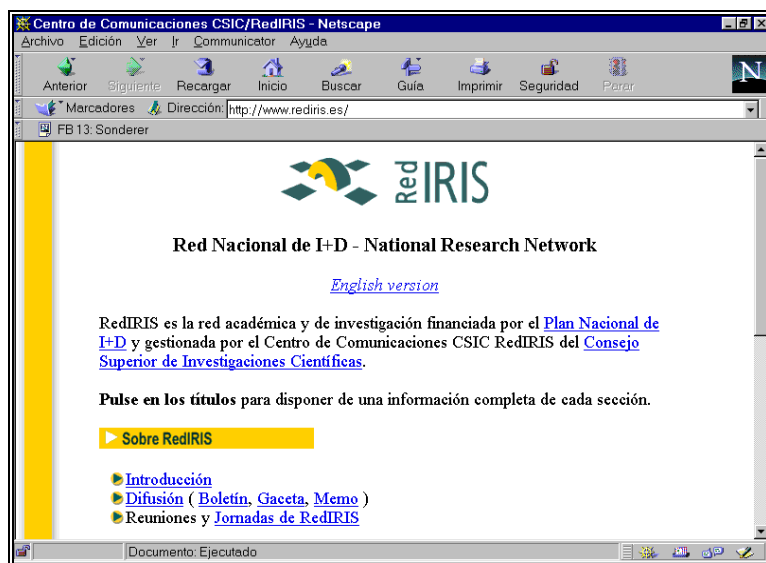 Centro de Comunicaciones CSIC/RedIRIS - Netscape
Archivo Edición Ver Ir Communicator Ayuda
Anterior Siguiente Recargar Inicio Buscar Guía Imprimir Seguridad Parar
N
Marcadores Dirección: http://www.rediris.es/
FB 13: Sonderer
Red IRIS
Red Nacional de I+D - National Research Network
English version
RedIRIS es la red académica y de investigación financiada por el Plan Nacional de
I+D y gestionada por el Centro de Comunicaciones CSIC RedIRIS del Consejo
Superior de Investigaciones Científicas.
Pulse en los títulos para disponer de una información completa de cada sección.
Sobre RedIRIS
Introducción
Difusión ( Boletín, Gaceta, Memo )
Reuniones y Jornadas de RedIRIS
Documento: Ejecutado